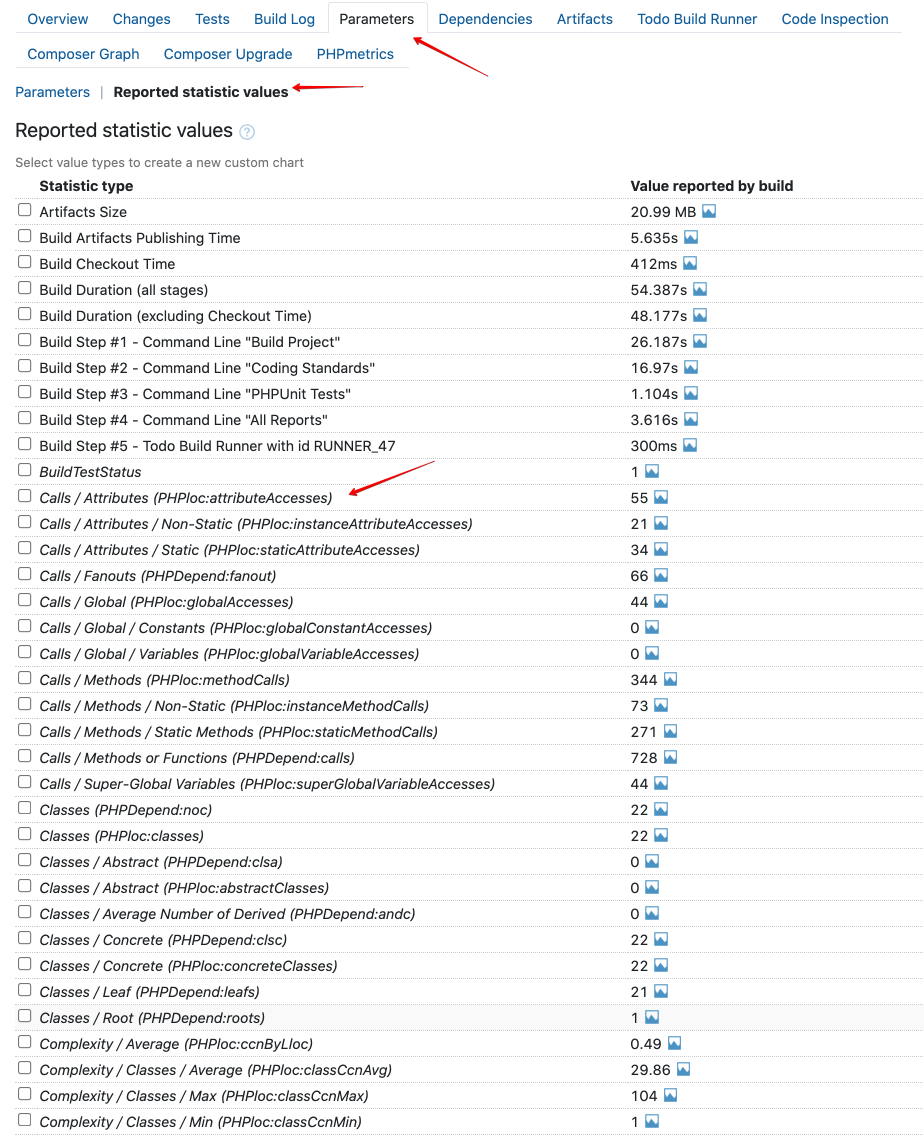 Overview Changes Tests Build Log Parameters Dependencies Artifacts Todo Build Runner Code Inspection
Composer Graph Composer Upgrade PHPmetrics
Parameters | Reported statistic values
Reported statistic values ?
Select value types to create a new custom chart
Statistic type Value reported by build
Artifacts Size 20.99 MB
Build Artifacts Publishing Time 5.635s
Build Checkout Time 412ms
Build Duration (all stages) 54.387s
Build Duration (excluding Checkout Time) 48.177s
Build Step #1 - Command Line "Build Project" 26.187s
Build Step #2 - Command Line "Coding Standards" 16.97s
Build Step #3 - Command Line "PHPUnit Tests" 1.104s
Build Step #4 - Command Line "All Reports" 3.616s
Build Step #5 - Todo Build Runner with id RUNNER_47 300ms
BuildTestStatus 1
Calls / Attributes (PHPloc:attributeAccesses) 55
Calls / Attributes / Non-Static (PHPloc:instanceAttributeAccesses) 21
Calls / Attributes / Static (PHPloc:staticAttributeAccesses) 34
Calls / Fanouts (PHPDepend:fanout) 66
Calls / Global (PHPloc:globalAccesses) 44
Calls / Global / Constants (PHPloc:globalConstantAccesses) 0
Calls / Global / Variables (PHPloc:globalVariableAccesses) 0
Calls / Methods (PHPloc:methodCalls) 344
Calls / Methods / Non-Static (PHPloc:instanceMethodCalls) 73
Calls / Methods / Static Methods (PHPloc:staticMethodCalls) 271
Calls / Methods or Functions (PHPDepend:calls) 728
Calls / Super-Global Variables (PHPloc:superGlobalVariableAccesses) 44
Classes (PHPDepend:noc) 22
Classes (PHPloc:classes) 22
Classes / Abstract (PHPDepend:clsa) 0
Classes / Abstract (PHPloc:abstractClasses) 0
Classes / Average Number of Derived (PHPDepend:andc) 0
Classes / Concrete (PHPDepend:clsc) 22
Classes / Concrete (PHPloc:concreteClasses) 22
Classes / Leaf (PHPDepend:leafs) 21
Classes / Root (PHPDepend:roots) 1
Complexity / Average (PHPloc:ccnByLloc) 0.49
Complexity / Classes / Average (PHPloc:classCcnAvg) 29.86
Complexity / Classes / Max (PHPloc:classCcnMax) 104
Complexity / Classes / Min (PHPloc:classCcnMin) 1